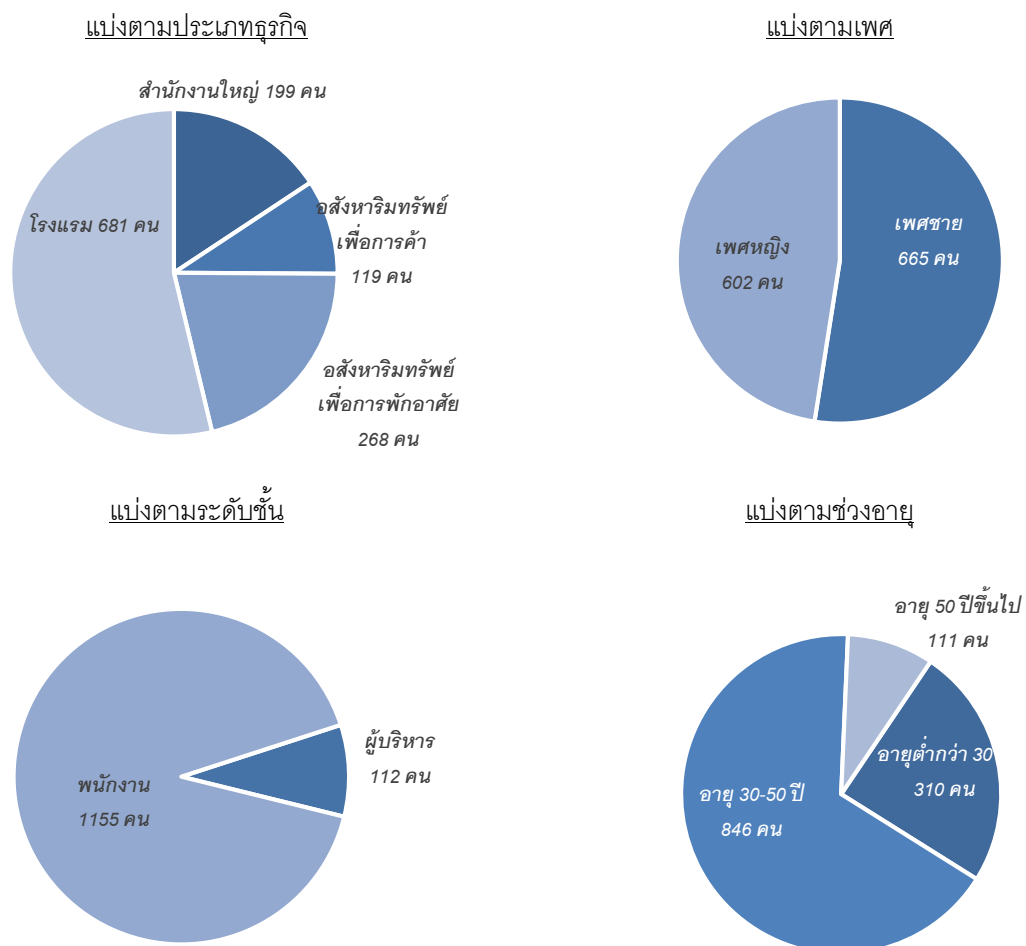 แบ่งตามประเภทธุรกิจ
สำนักงานใหญ่ 199 คน
อสังหาริมทรัพย์
เพื่อการค้า
119 คน
อสังหาริมทรัพย์
เพื่อการพักอาศัย
268 คน
โรงแรม 681 คน
แบ่งตามเพศ
เพศชาย
665 คน
เพศหญิง
602 คน
แบ่งตามระดับชั้น
ผู้บริหาร
112 คน
พนักงาน
1155 คน
แบ่งตามช่วงอายุ
อายุ 50 ปีขึ้นไป
111 คน
อายุต่ำกว่า 30
310 คน
อายุ 30-50 ปี
846 คน